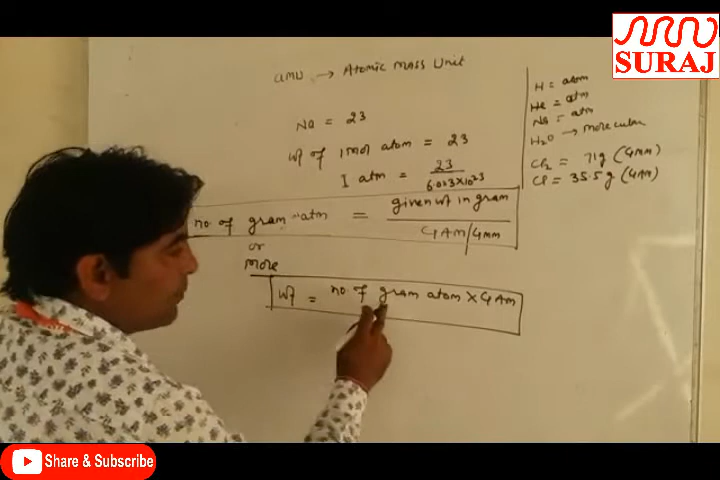 SURAJ
amu → Atomic Mass Unit
Na = 23
Wt of 1 mol atom = 23
1 atm = 23 / 6.023×10²³
no of gram atm = given wt in gram / GAM/GMM
or
more
Wt = no of gram atom × GAM
H = atom
He = atm
Na = atm
H₂O → molecular
Cl₂ = 71g (GMM)
Cl = 35.5g (GAM)
Share & Subscribe